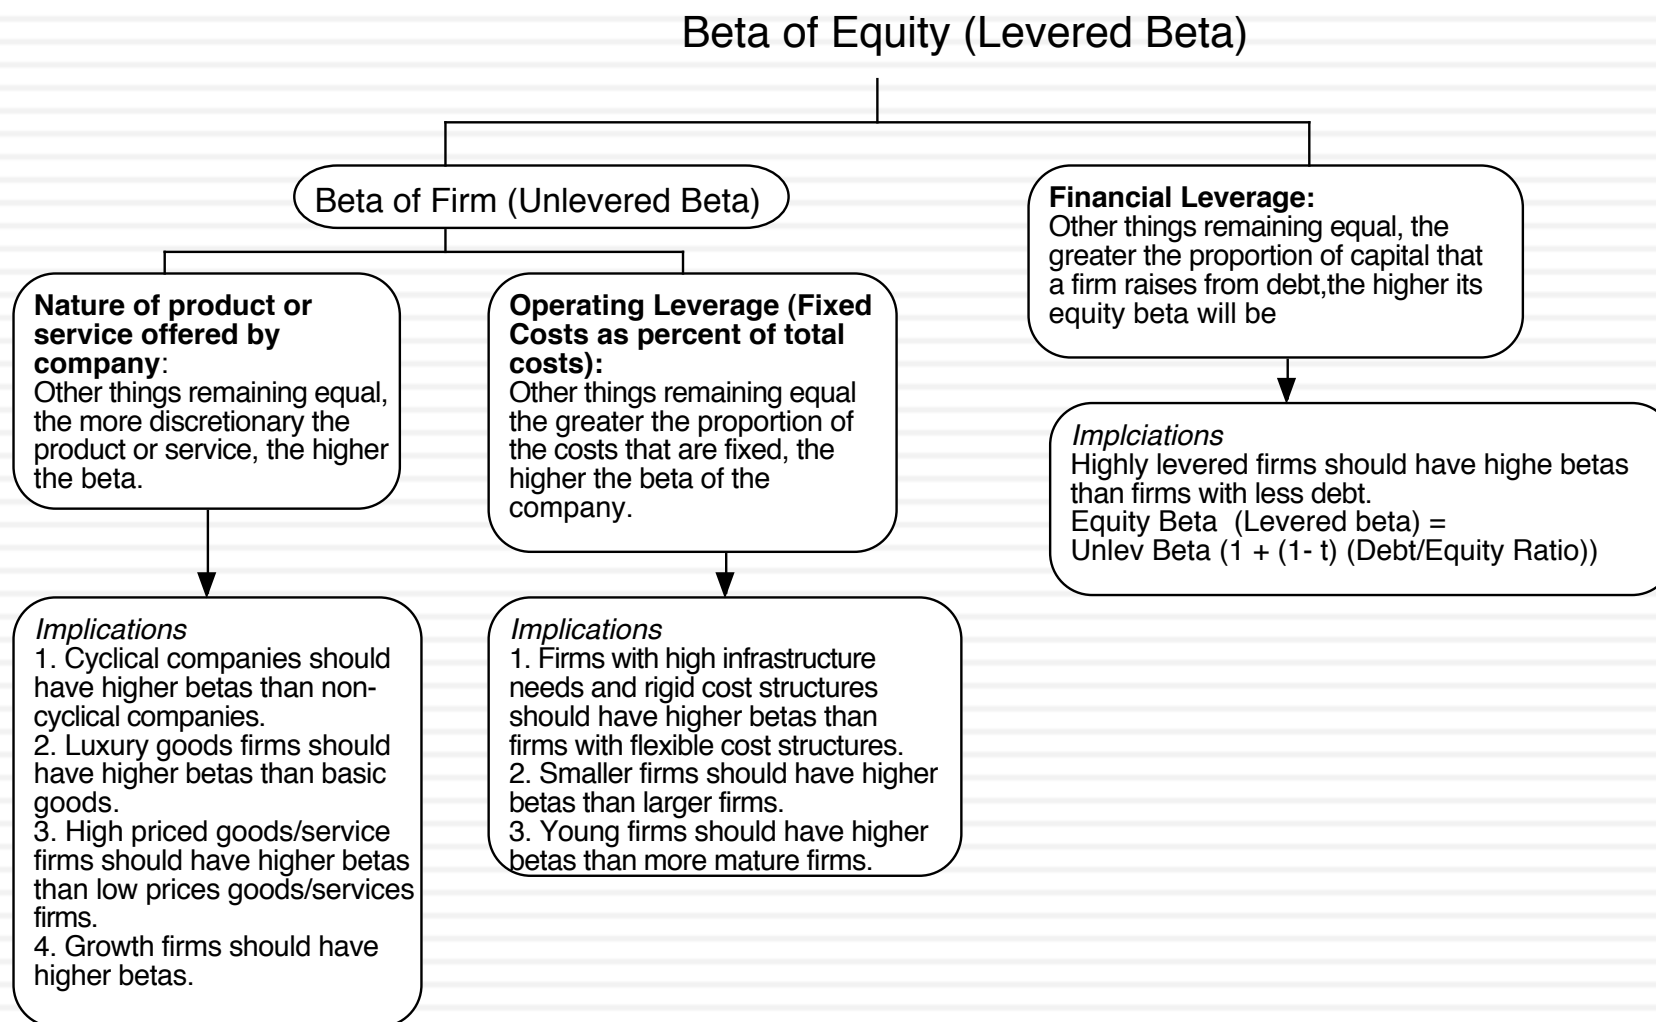 Beta of Equity (Levered Beta)
Beta of Firm (Unlevered Beta)
Nature of product or
service offered by
company:
Other things remaining equal,
the more discretionary the
product or service, the higher
the beta.
Operating Leverage (Fixed
Costs as percent of total
costs):
Other things remaining equal
the greater the proportion of
the costs that are fixed, the
higher the beta of the
company.
Financial Leverage:
Other things remaining equal, the
greater the proportion of capital that
a firm raises from debt,the higher its
equity beta will be
Implciations
Highly levered firms should have highe betas
than firms with less debt.
Equity Beta (Levered beta) =
Unlev Beta (1 + (1- t) (Debt/Equity Ratio))
Implications
1. Cyclical companies should
have higher betas than non-
cyclical companies.
2. Luxury goods firms should
have higher betas than basic
goods.
3. High priced goods/service
firms should have higher betas
than low prices goods/services
firms.
4. Growth firms should have
higher betas.
Implications
1. Firms with high infrastructure
needs and rigid cost structures
should have higher betas than
firms with flexible cost structures.
2. Smaller firms should have higher
betas than larger firms.
3. Young firms should have higher
betas than more mature firms.